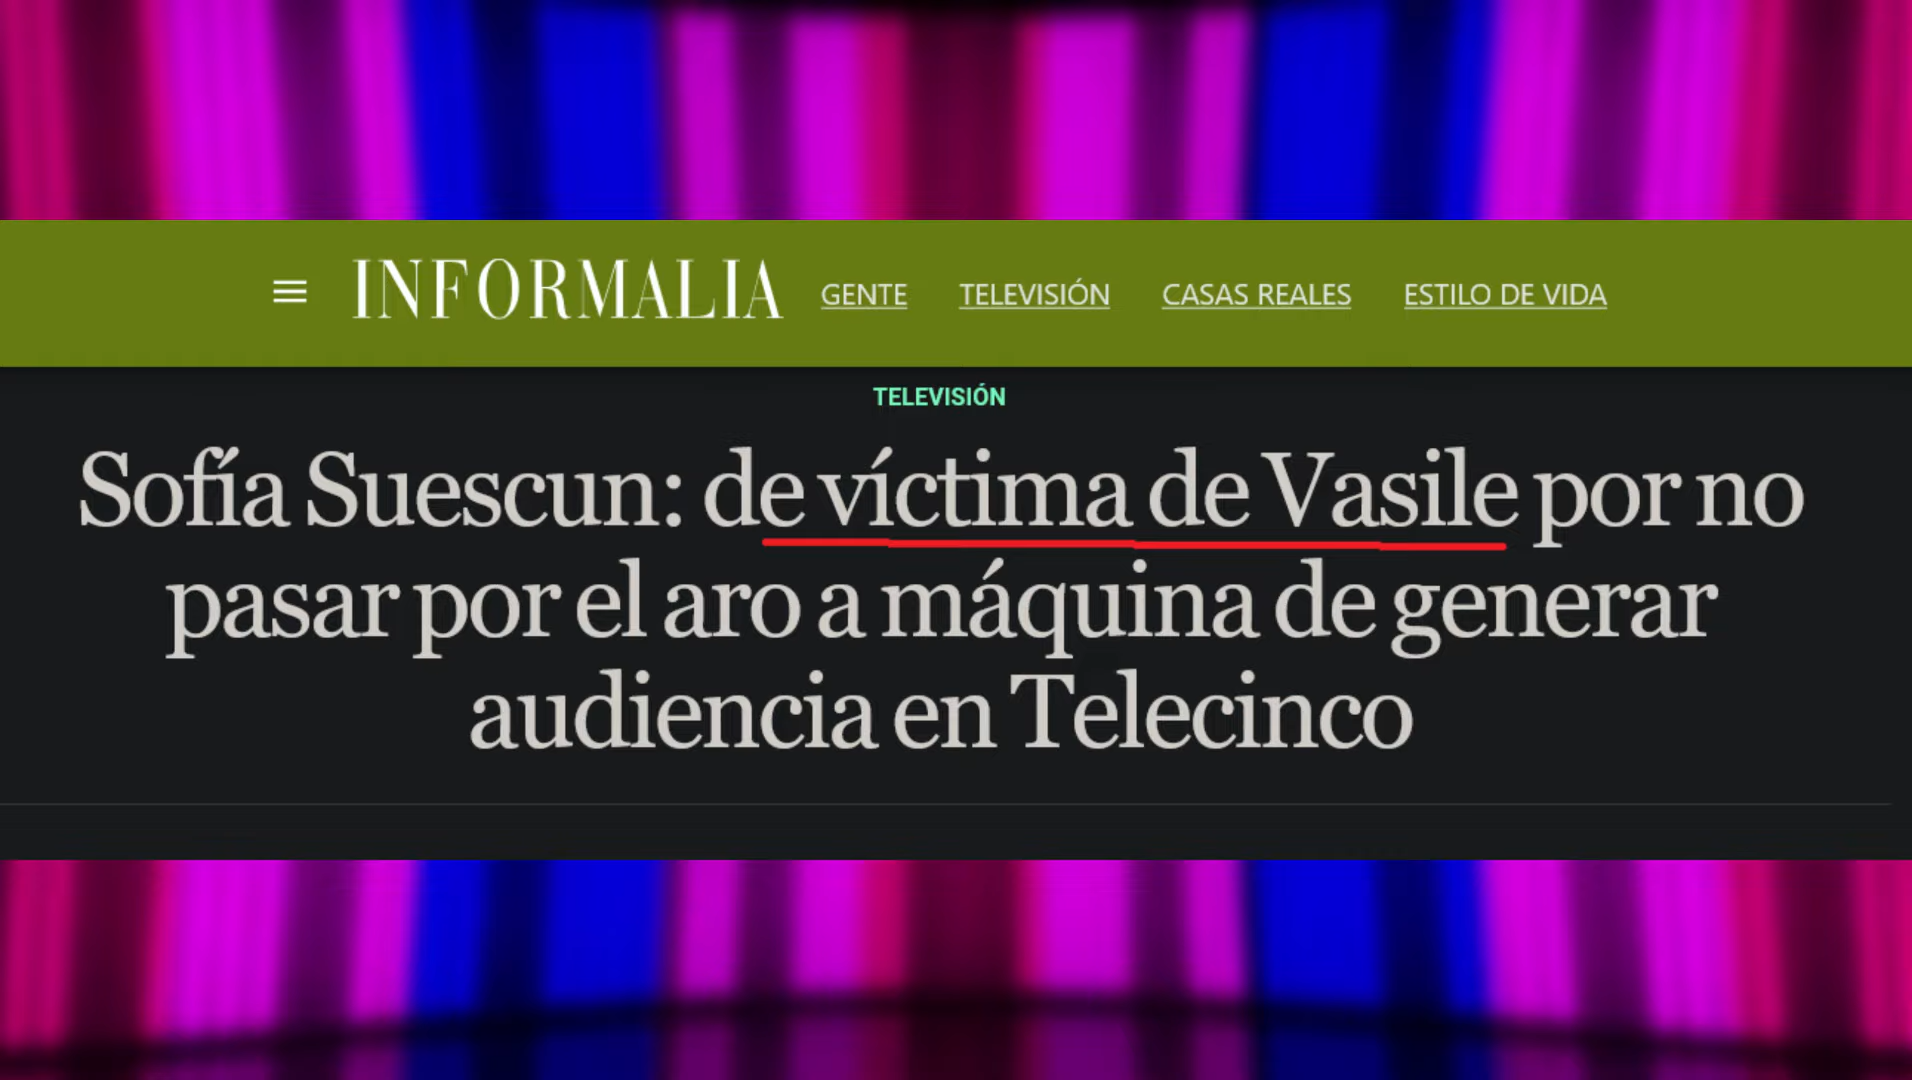 INFORMALIA GENTE TELEVISIÓN CASAS REALES ESTILO DE VIDA
TELEVISIÓN
Sofía Suescun: de víctima de Vasile por no
pasar por el aro a máquina de generar
audiencia en Telecinco